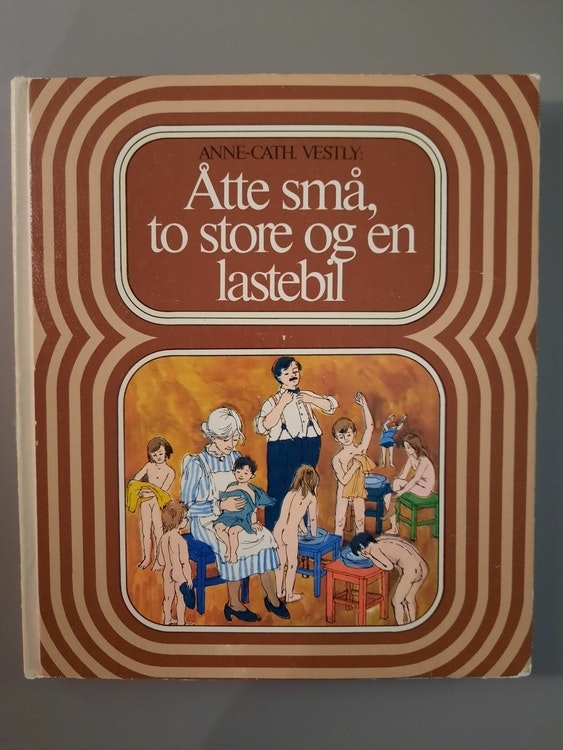 ANNE-CATH. VESTLY:
Åtte små,
to store og en
lastebil